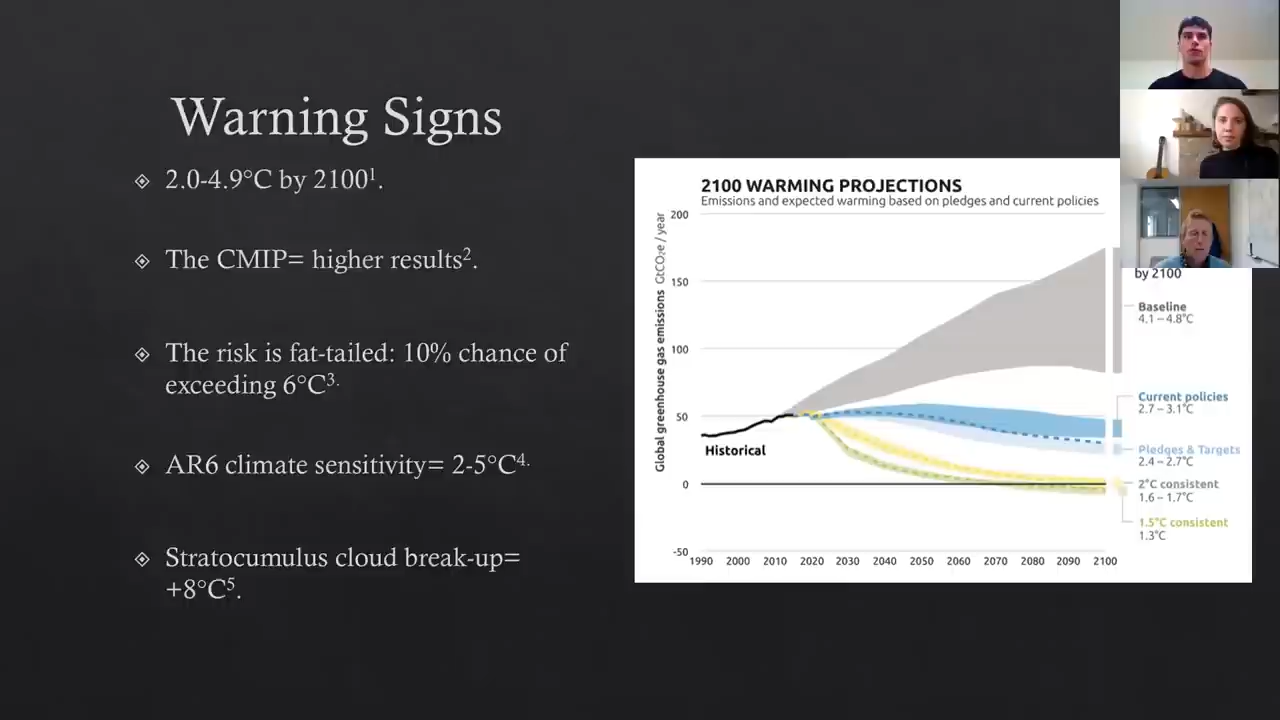 Warning Signs
2.0-4.9°C by 2100¹.
The CMIP= higher results².
The risk is fat-tailed: 10% chance of
exceeding 6°C³·
AR6 climate sensitivity= 2-5°C⁴·
Stratocumulus cloud break-up=
+8°C⁵.
2100 WARMING PROJECTIONS
Emissions and expected warming based on pledges and current policies
Global greenhouse gas emissions GtCO₂e / year
200
150
100
50
0
-50
Historical
1990 2000 2010 2020 2030 2040 2050 2060 2070 2080 2090 2100
by 2100
Baseline
4.1 – 4.8°C
Current policies
2.7 – 3.1°C
Pledges & Targets
2.4 – 2.7°C
2°C consistent
1.6 – 1.7°C
1.5°C consistent
1.3°C